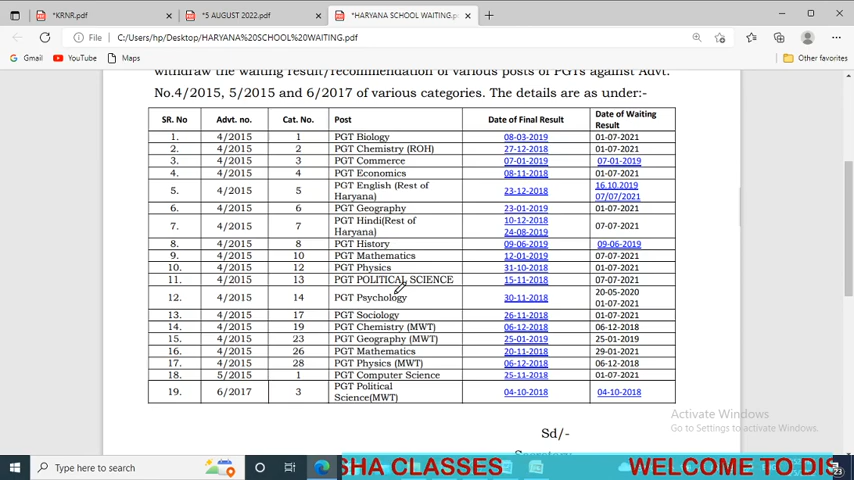 *KRNR.pdf
*5 AUGUST 2022.pdf
*HARYANA SCHOOL WAITING.p
C:/Users/hp/Desktop/HARYANA%20SCHOOL%20WAITING.pdf
Gmail YouTube Maps Other favorites
withdraw the waiting result/recommendation of various posts of PGTs against Advt.
No.4/2015, 5/2015 and 6/2017 of various categories. The details are as under:-
SR. No Advt. no. Cat. No. Post Date of Final Result Date of Waiting
Result
1. 4/2015 1 PGT Biology 08-03-2019 01-07-2021
2. 4/2015 2 PGT Chemistry (ROH) 27-12-2018 01-07-2021
3. 4/2015 3 PGT Commerce 07-01-2019 07-01-2019
4. 4/2015 4 PGT Economics 08-11-2018 01-07-2021
5. 4/2015 5 PGT English (Rest of
Haryana) 23-12-2018 16.10.2019
07/07/2021
6. 4/2015 6 PGT Geography 23-01-2019 01-07-2021
7. 4/2015 7 PGT Hindi(Rest of
Haryana) 10-12-2018
24-08-2019 07-07-2021
8. 4/2015 8 PGT History 09-06-2019 09-06-2019
9. 4/2015 10 PGT Mathematics 12-01-2019 07-07-2021
10. 4/2015 12 PGT Physics 31-10-2018 01-07-2021
11. 4/2015 13 PGT POLITICAL SCIENCE 15-11-2018 07-07-2021
12. 4/2015 14 PGT Psychology 30-11-2018 20-05-2020
01-07-2021
13. 4/2015 17 PGT Sociology 26-11-2018 01-07-2021
14. 4/2015 19 PGT Chemistry (MWT) 06-12-2018 06-12-2018
15. 4/2015 23 PGT Geography (MWT) 25-01-2019 25-01-2019
16. 4/2015 26 PGT Mathematics 20-11-2018 29-01-2021
17. 4/2015 28 PGT Physics (MWT) 06-12-2018 06-12-2018
18. 5/2015 1 PGT Computer Science 25-11-2018 01-07-2021
19. 6/2017 3 PGT Political
Science(MWT) 04-10-2018 04-10-2018
Activate Windows
Go to Settings to activate Windows.
Sd/-
Secretary
Type here to search
SHA CLASSES WELCOME TO DIS
23